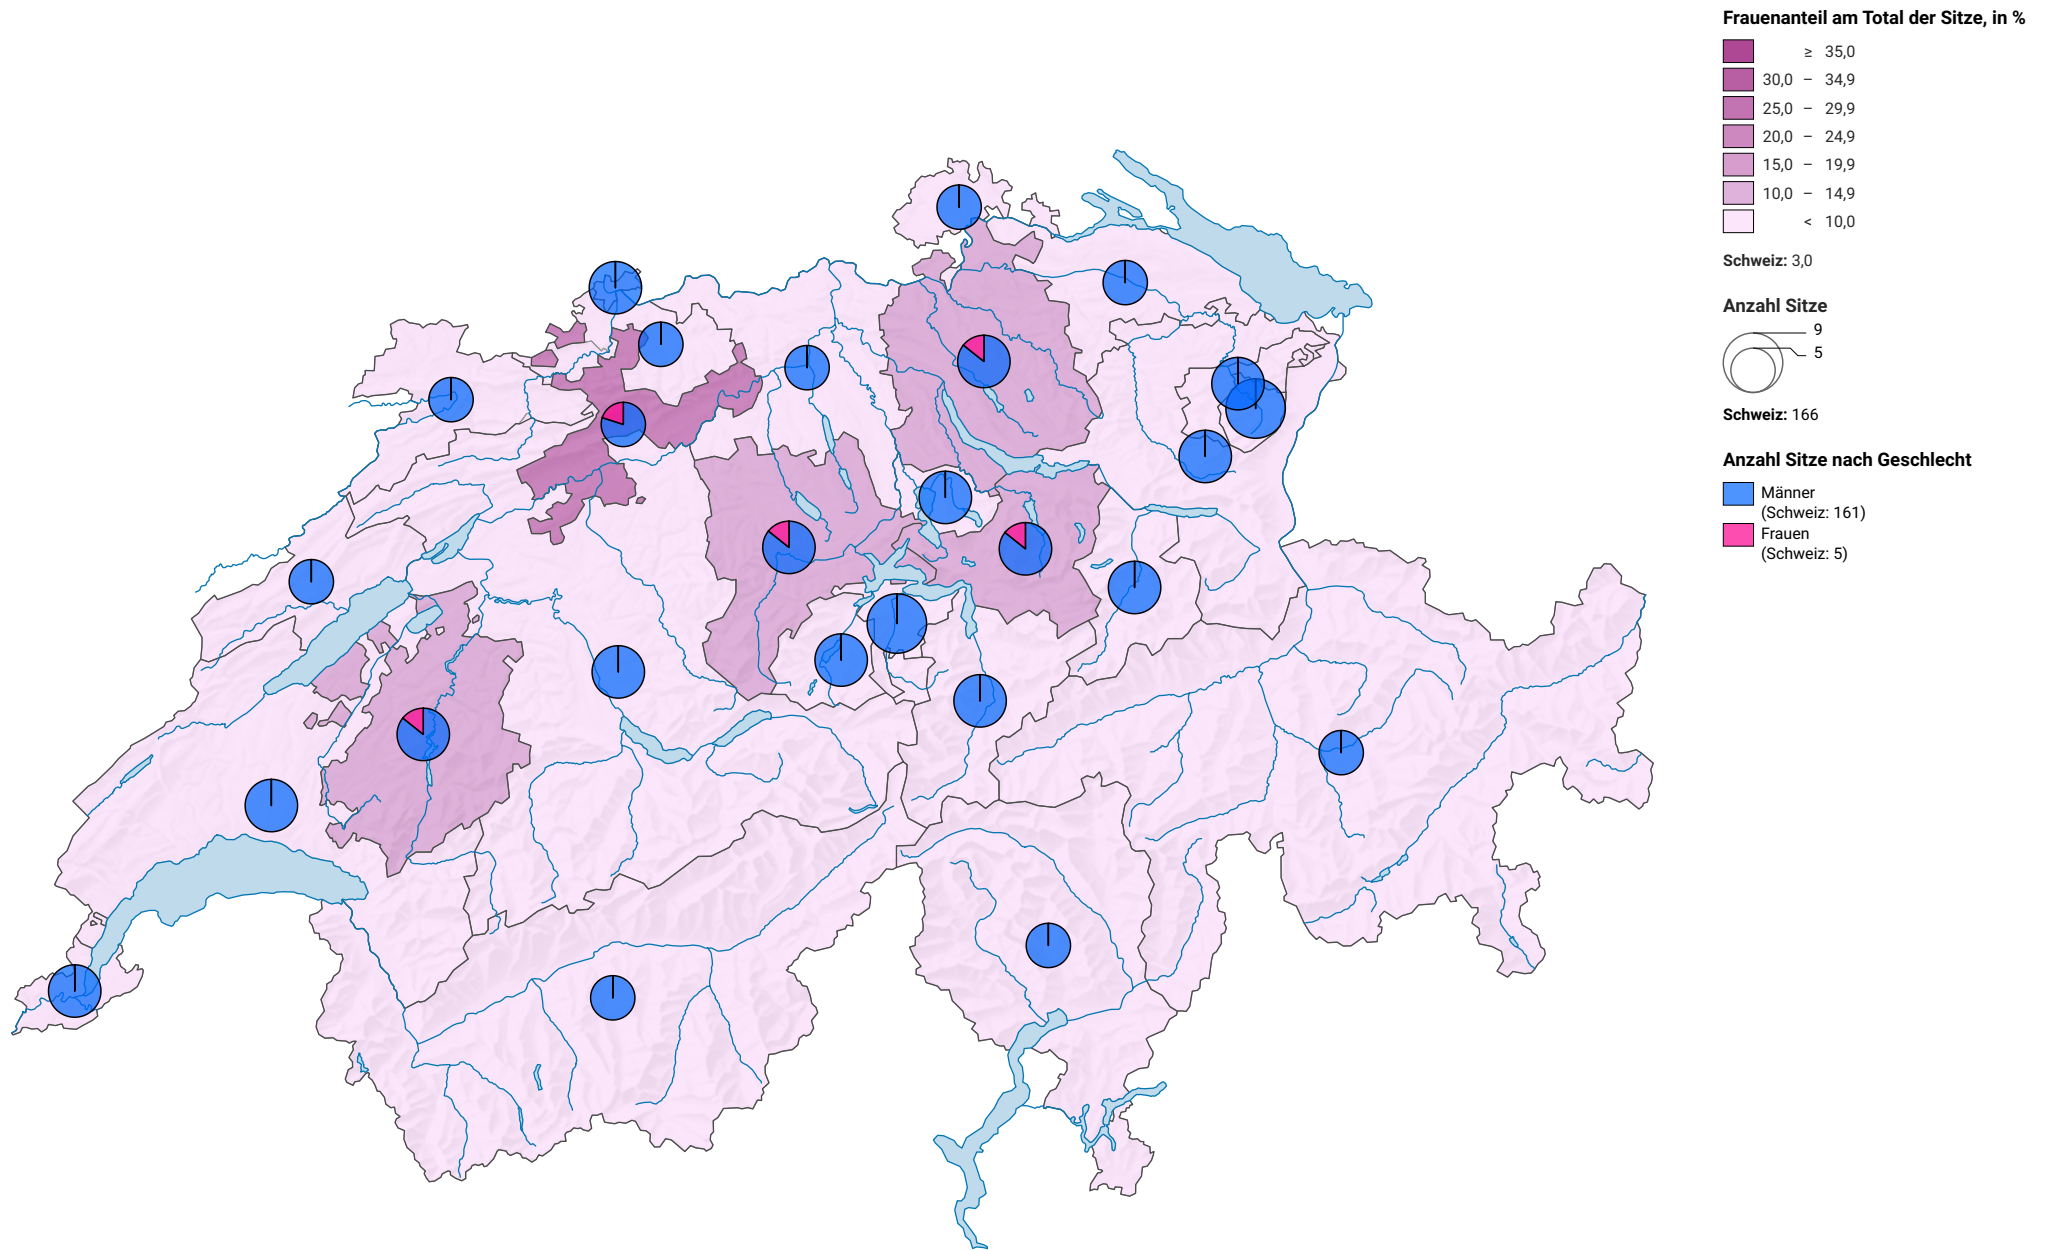 Frauenanteil am Total der Sitze, in %
≥ 35,0
30,0 – 34,9
25,0 – 29,9
20,0 – 24,9
15,0 – 19,9
10,0 – 14,9
< 10,0
Schweiz: 3,0
Anzahl Sitze
9
5
Schweiz: 166
Anzahl Sitze nach Geschlecht
Männer
(Schweiz: 161)
Frauen
(Schweiz: 5)